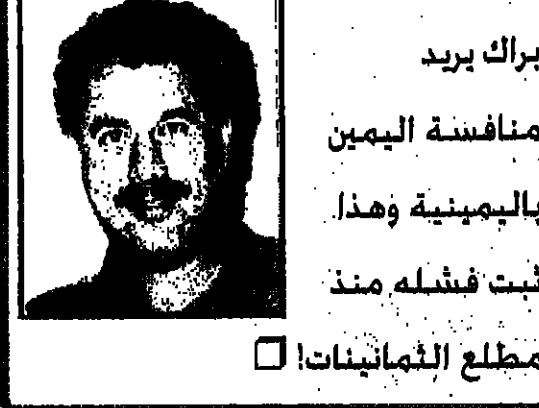 براك يريد
منافسة اليمين
باليمينية وهذا
ثبت فشله منذ
مطلع الثمانينات!